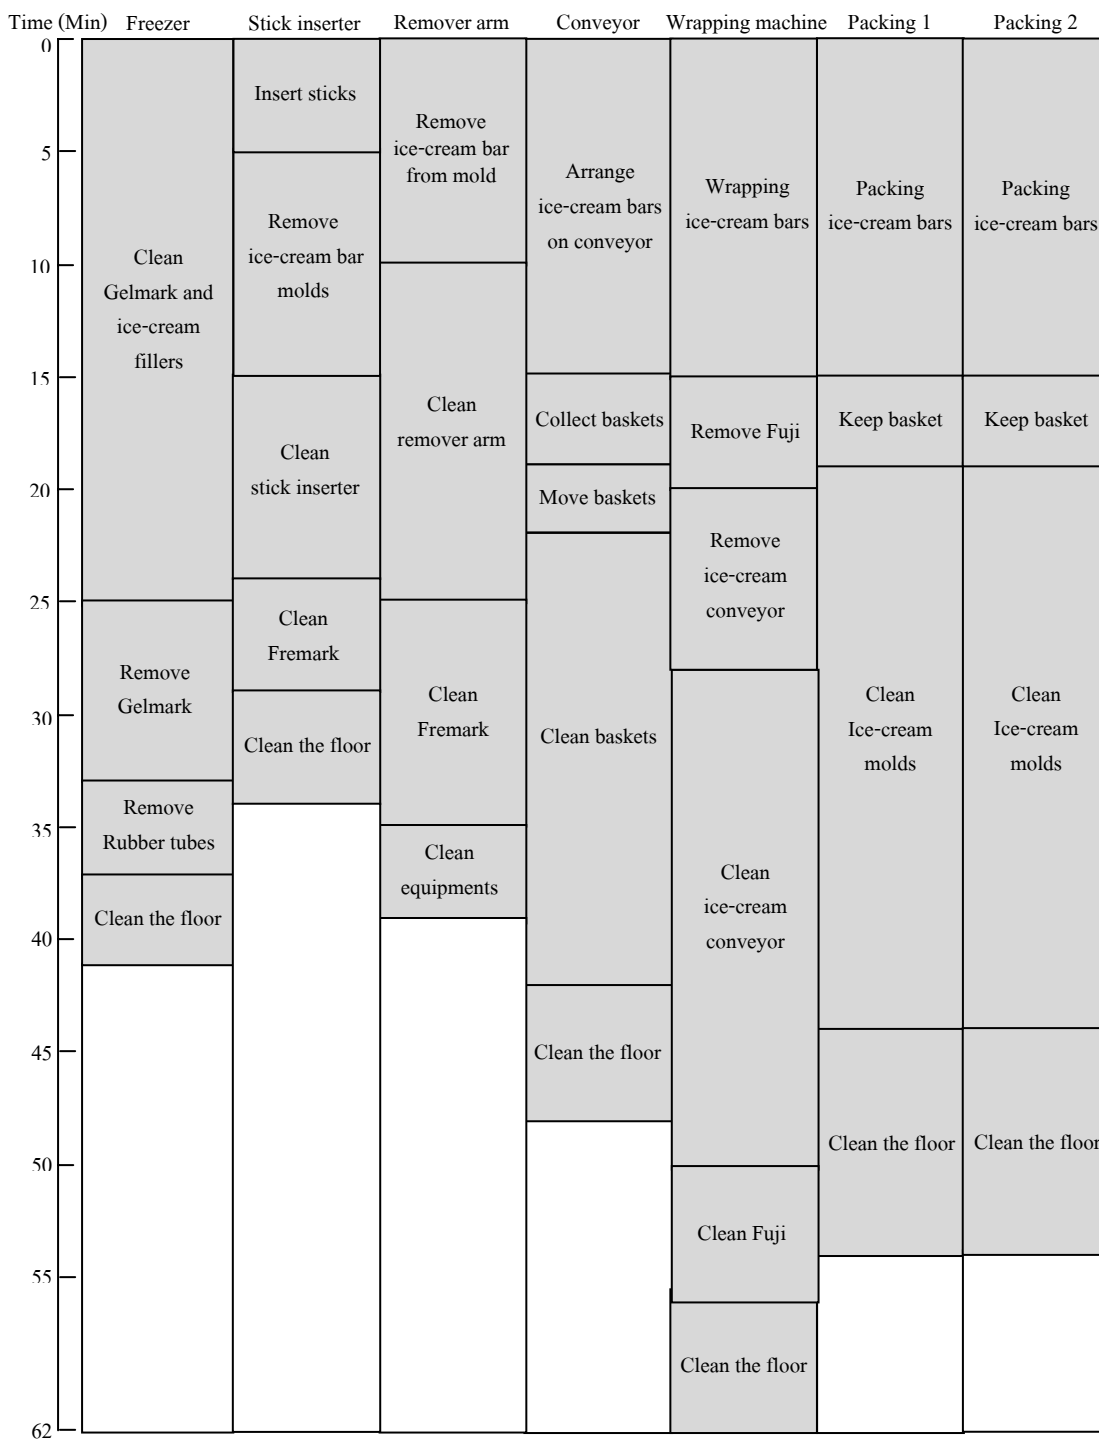 Time (Min) Freezer Stick inserter Remover arm Conveyor Wrapping machine Packing 1 Packing 2
0
5
10
15
20
25
30
35
40
45
50
55
62
Clean
Gelmark and
ice-cream
fillers
Remove
Gelmark
Remove
Rubber tubes
Clean the floor
Insert sticks
Remove
ice-cream bar
molds
Clean
stick inserter
Clean
Fremark
Clean the floor
Remove
ice-cream bar
from mold
Clean
remover arm
Clean
Fremark
Clean
equipments
Arrange
ice-cream bars
on conveyor
Collect baskets
Move baskets
Clean baskets
Clean the floor
Wrapping
ice-cream bars
Remove Fuji
Remove
ice-cream
conveyor
Clean
ice-cream
conveyor
Clean Fuji
Clean the floor
Packing
ice-cream bars
Keep basket
Clean
Ice-cream
molds
Clean the floor
Packing
ice-cream bars
Keep basket
Clean
Ice-cream
molds
Clean the floor